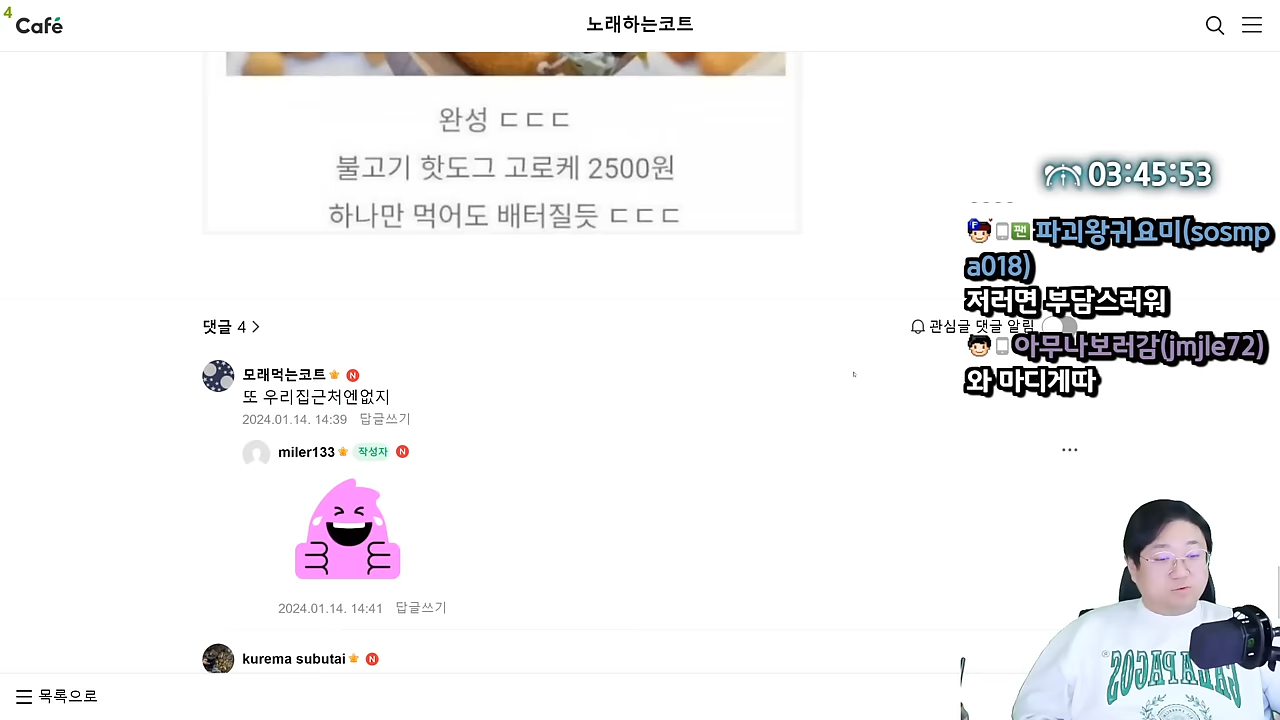 4
Café
노래하는코트
완성 ㄷㄷㄷ
불고기 핫도그 고로케 2500원
하나만 먹어도 배터질듯 ㄷㄷㄷ
03:45:53
팬 파괴왕귀요미(sosmp
a018)
저러면 부담스러워
아무나보러감(jmjle72)
와 마디게따
댓글 4
관심글 댓글 알림
모래먹는코트 N
또 우리집근처엔없지
2024.01.14. 14:39 답글쓰기
miler133 작성자 N
2024.01.14. 14:41 답글쓰기
kurema subutai N
목록으로
GALAPAGOS